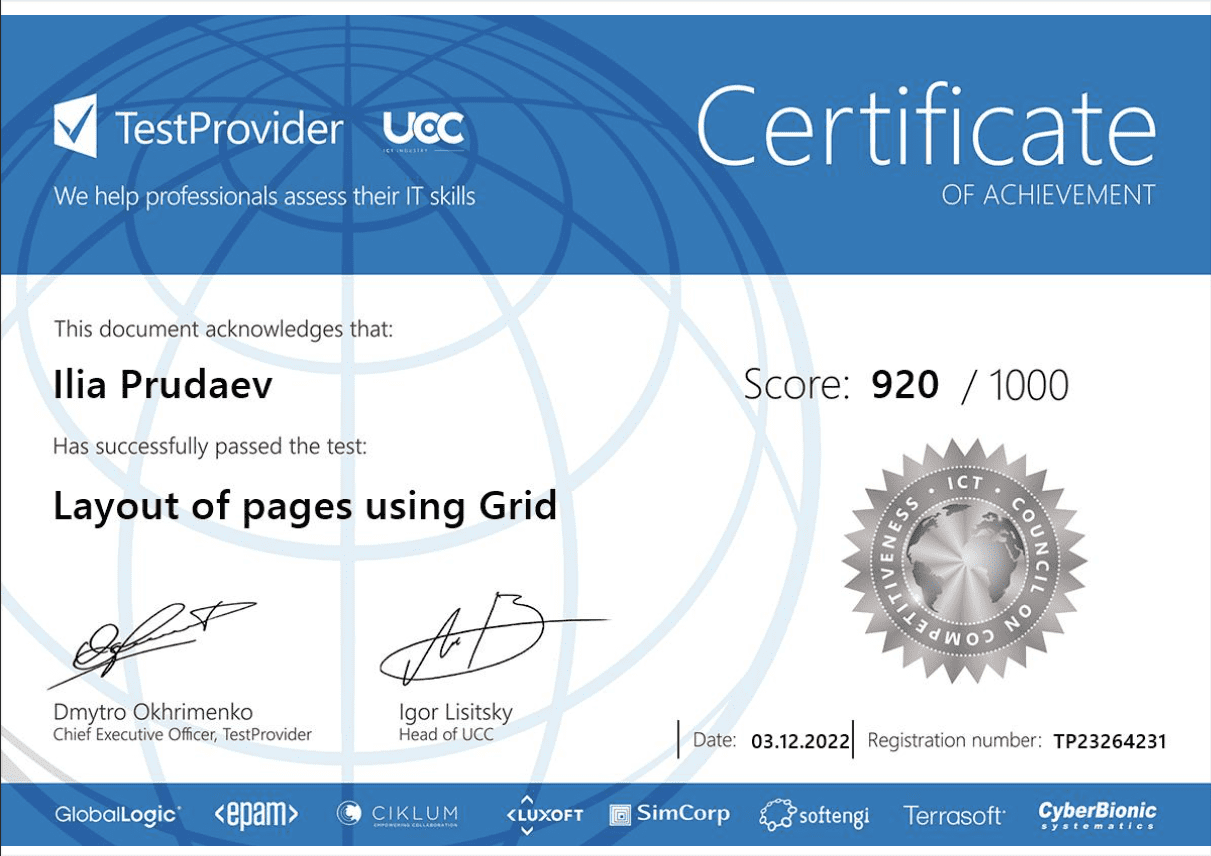 TestProvider
UCC
ICT INDUSTRY
We help professionals assess their IT skills
Certificate
OF ACHIEVEMENT
This document acknowledges that:
Ilia Prudaev
Score: 920 / 1000
Has successfully passed the test:
Layout of pages using Grid
ICT • COUNCIL ON COMPETITIVENESS •
Dmytro Okhrimenko
Chief Executive Officer, TestProvider
Igor Lisitsky
Head of UCC
Date: 03.12.2022
Registration number: TP23264231
GlobalLogic®
<epam>
CIKLUM
EMPOWERING COLLABORATION
LUXOFT
SimCorp
softengi
Terrasoft
CyberBionic
systematics